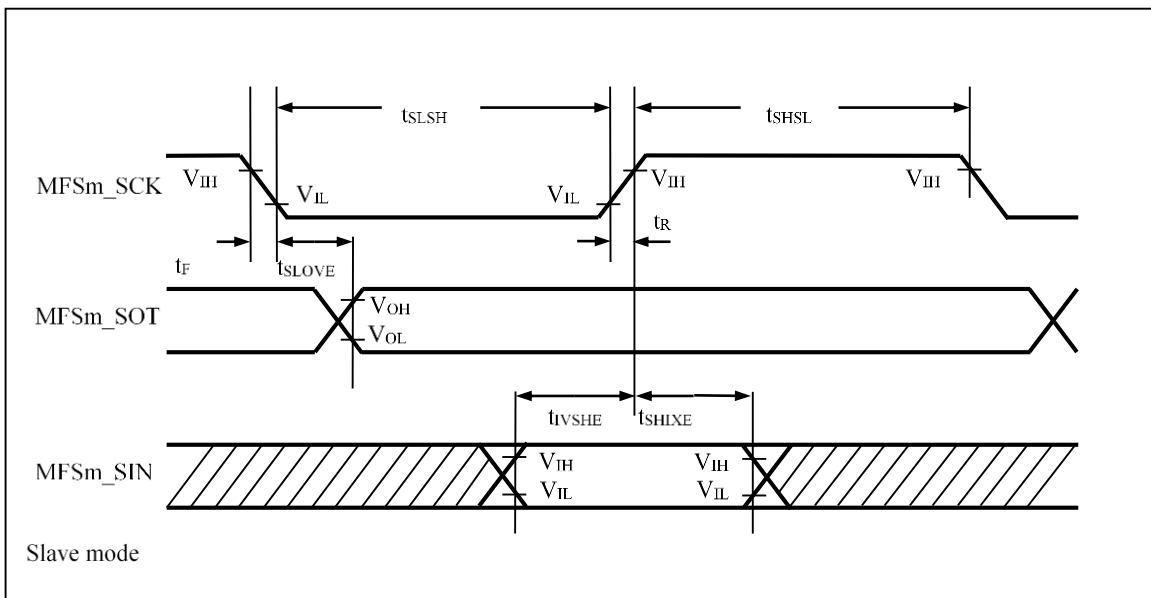 tSLSH
tSHSL
MFSm_SCK
VIH
VIL
VIL
VIH
VIH
tR
tF
tSLOVE
MFSm_SOT
VOH
VOL
tIVSHE
tSHIXE
MFSm_SIN
VIH
VIH
VIL
VIL
Slave mode